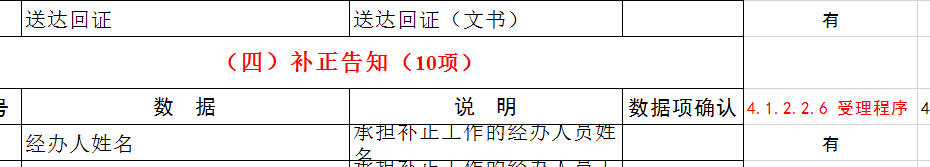 送达回证 送达回证（文书） 有
（四）补正告知（10项）
号 数 据 说 明 数据项确认 4.1.2.2.6 受理程序 4
经办人姓名 承担补正工作的经办人员姓名 有